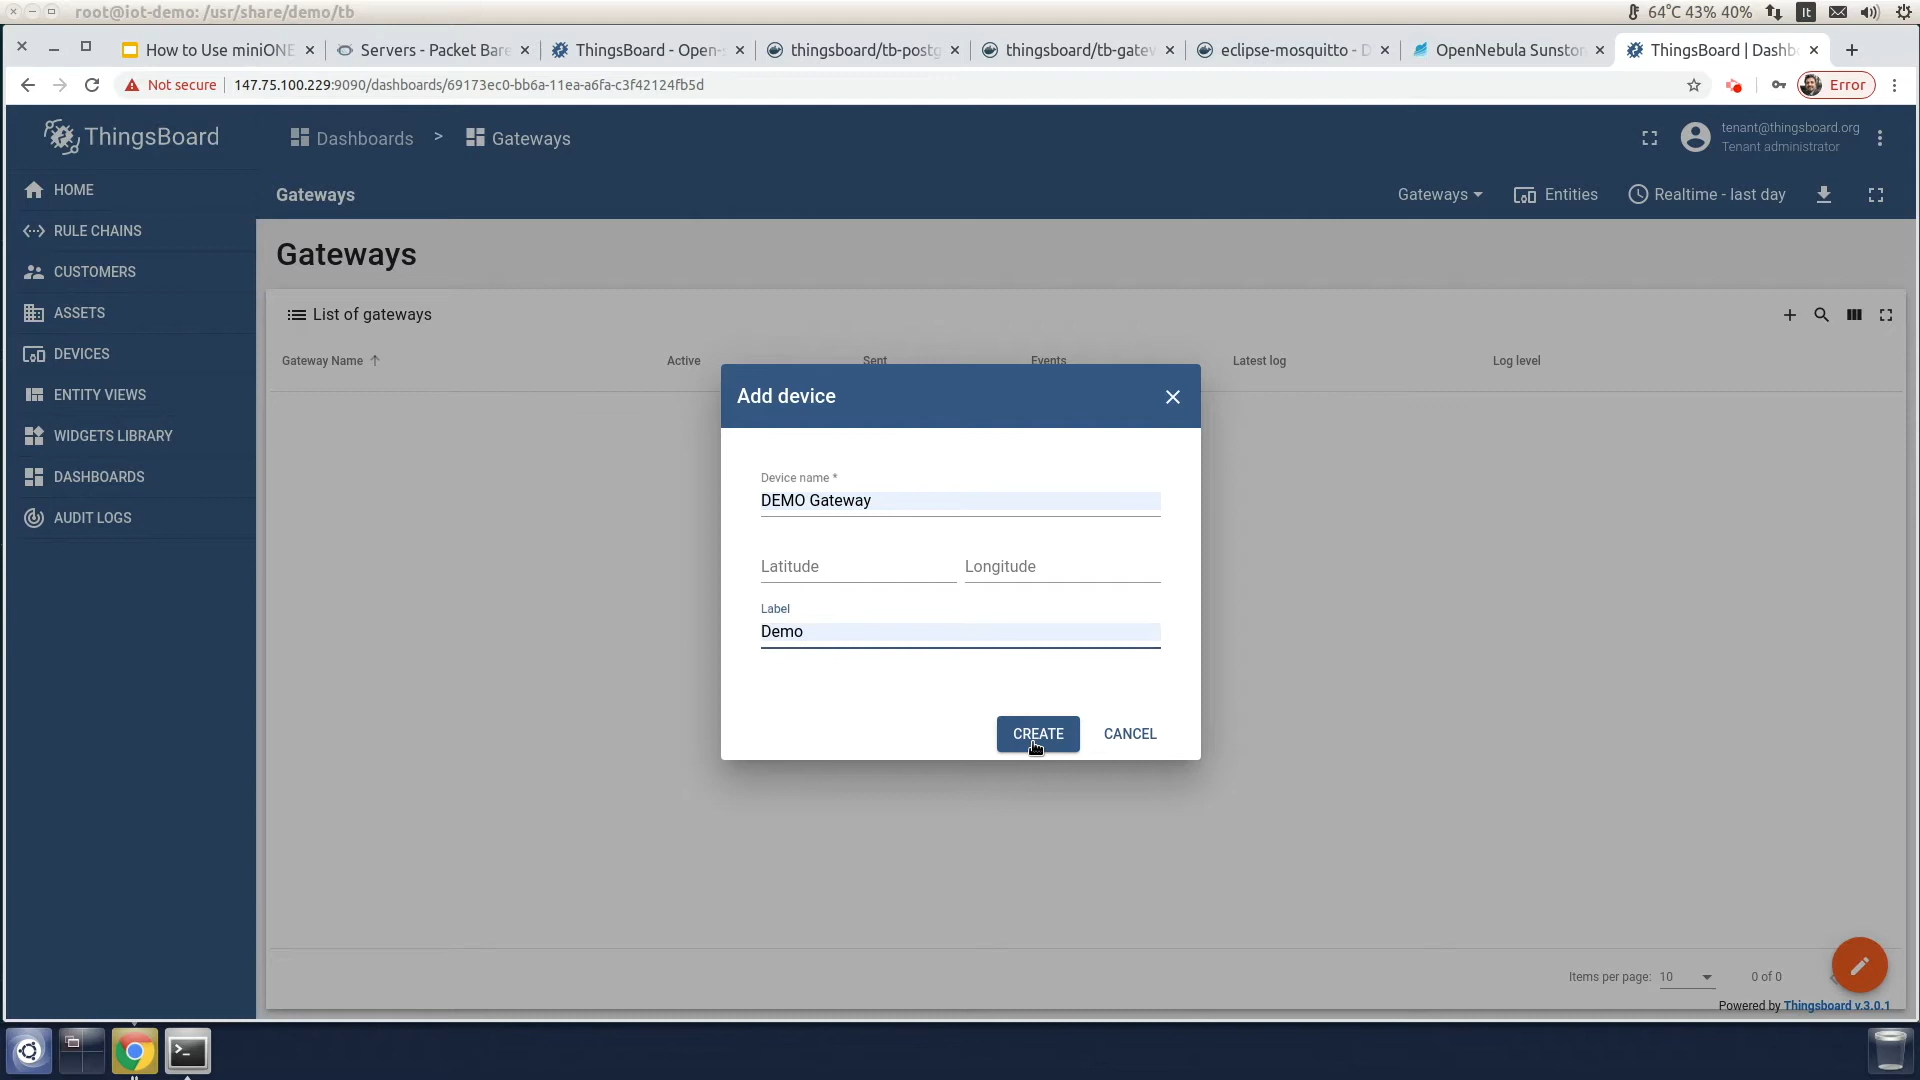 root@iot-demo: /usr/share/demo/tb
64°C 43% 40%
It
How to Use miniONE
Servers - Packet Bare
ThingsBoard - Open-
thingsboard/tb-postg
thingsboard/tb-gatew
eclipse-mosquitto - D
OpenNebula Sunston
ThingsBoard | Dashb
Not secure
147.75.100.229:9090/dashboards/69173ec0-bb6a-11ea-a6fa-c3f42124fb5d
Error
ThingsBoard
Dashboards > Gateways
tenant@thingsboard.org
Tenant administrator
HOME
RULE CHAINS
CUSTOMERS
ASSETS
DEVICES
ENTITY VIEWS
WIDGETS LIBRARY
DASHBOARDS
AUDIT LOGS
Gateways
Gateways
Entities
Realtime - last day
Gateways
List of gateways
Gateway Name
Active
Sent
Events
Latest log
Log level
Add device
Device name *
DEMO Gateway
Latitude
Longitude
Label
Demo
CREATE
CANCEL
Items per page: 10
0 of 0
Powered by Thingsboard v.3.0.1